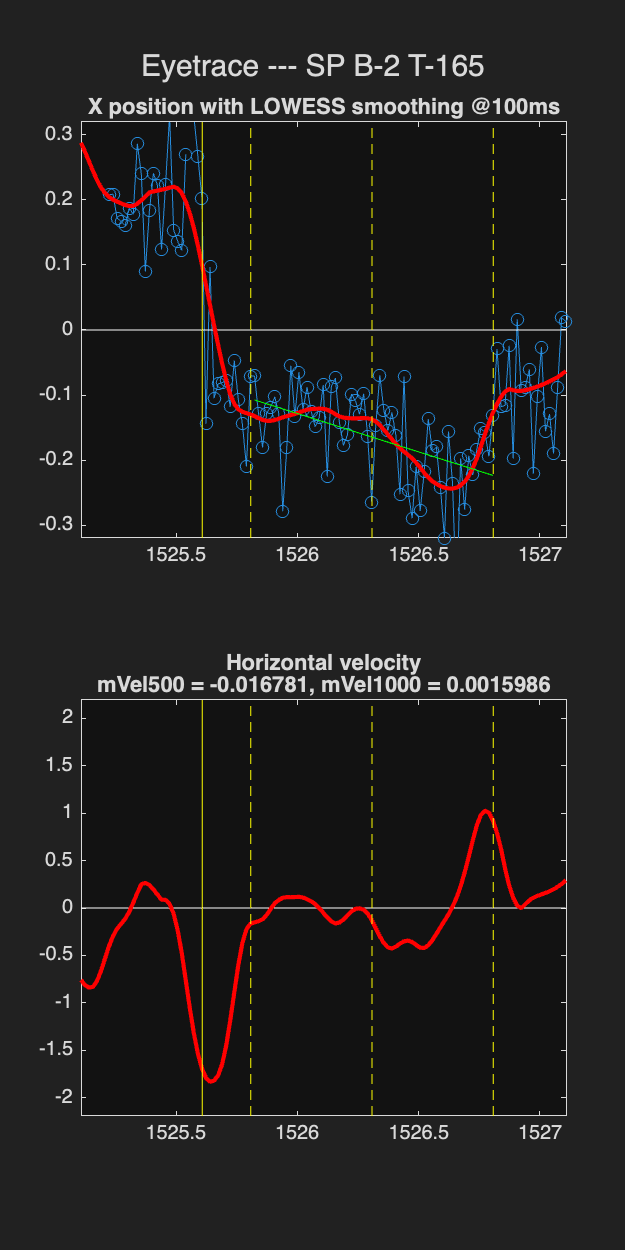 Eyetrace --- SP B-2 T-165
X position with LOWESS smoothing @100ms
0.3
0.2
0.1
0
-0.1
-0.2
-0.3
1525.5 1526 1526.5 1527
Horizontal velocity
mVel500 = -0.016781, mVel1000 = 0.0015986
2
1.5
1
0.5
0
-0.5
-1
-1.5
-2
1525.5 1526 1526.5 1527